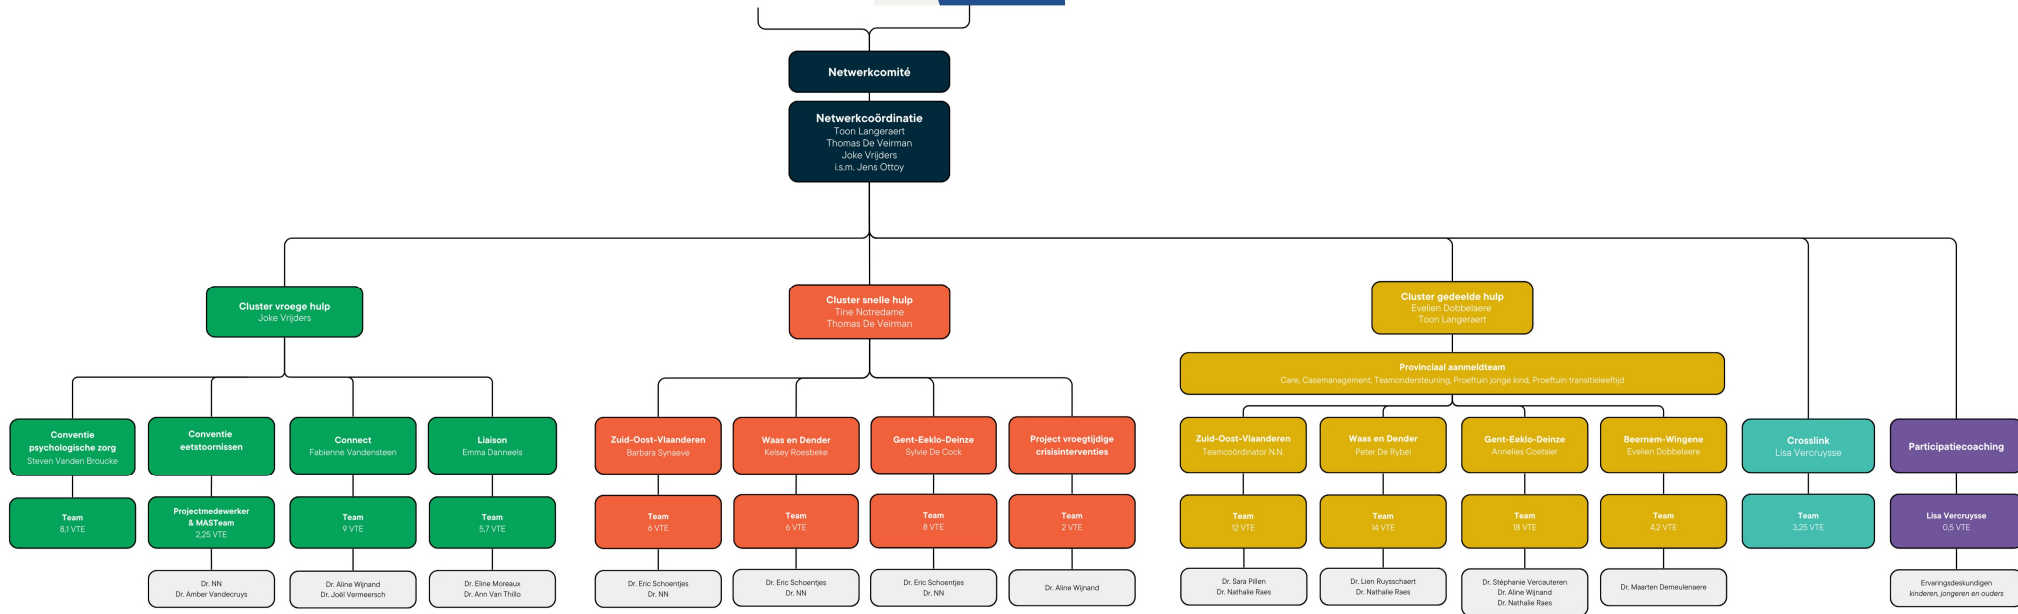 Netwerkcomité
Netwerkcoördinatie
Toon Langeraert
Thomas De Veirman
Joke Vrijders
i.s.m. Jens Ottoy
Cluster vroege hulp
Joke Vrijders
Cluster snelle hulp
Tine Notredame
Thomas De Veirman
Cluster gedeelde hulp
Evelien Dobbelaere
Toon Langeraert
Provinciaal aanmeldteam
Care, Casemanagement, Teamondersteuning, Proeftuin jonge kind, Proeftuin transitieleeftijd
Conventie
psychologische zorg
Steven Vanden Broucke
Conventie
eetstoornissen
Connect
Fabienne Vandensteen
Liaison
Emma Danneels
Zuid-Oost-Vlaanderen
Barbara Synaeve
Waas en Dender
Kelsey Roesbeke
Gent-Eeklo-Deinze
Sylvie De Cock
Project vroegtijdige
crisisinterventies
Zuid-Oost-Vlaanderen
Teamcoördinator N.N.
Waas en Dender
Peter De Rybel
Gent-Eeklo-Deinze
Annelies Coetsier
Beernem-Wingene
Evelien Dobbelaere
Crosslink
Lisa Vercruysse
Participatiecoaching
Team
8,1 VTE
Projectmedewerker
& MASTeam
2,25 VTE
Team
9 VTE
Team
5,7 VTE
Team
6 VTE
Team
6 VTE
Team
8 VTE
Team
2 VTE
Team
12 VTE
Team
14 VTE
Team
18 VTE
Team
4,2 VTE
Team
3,25 VTE
Lisa Vercruysse
0,5 VTE
Dr. NN
Dr. Amber Vandecruys
Dr. Aline Wijnand
Dr. Joël Vermeersch
Dr. Eline Moreaux
Dr. Ann Van Thillo
Dr. Eric Schoentjes
Dr. NN
Dr. Eric Schoentjes
Dr. NN
Dr. Eric Schoentjes
Dr. NN
Dr. Aline Wijnand
Dr. Sara Pillen
Dr. Nathalie Raes
Dr. Lien Ruysschaert
Dr. Nathalie Raes
Dr. Stéphanie Vercauteren
Dr. Aline Wijnand
Dr. Nathalie Raes
Dr. Maarten Demeulenaere
Ervaringsdeskundigen
kinderen, jongeren en ouders